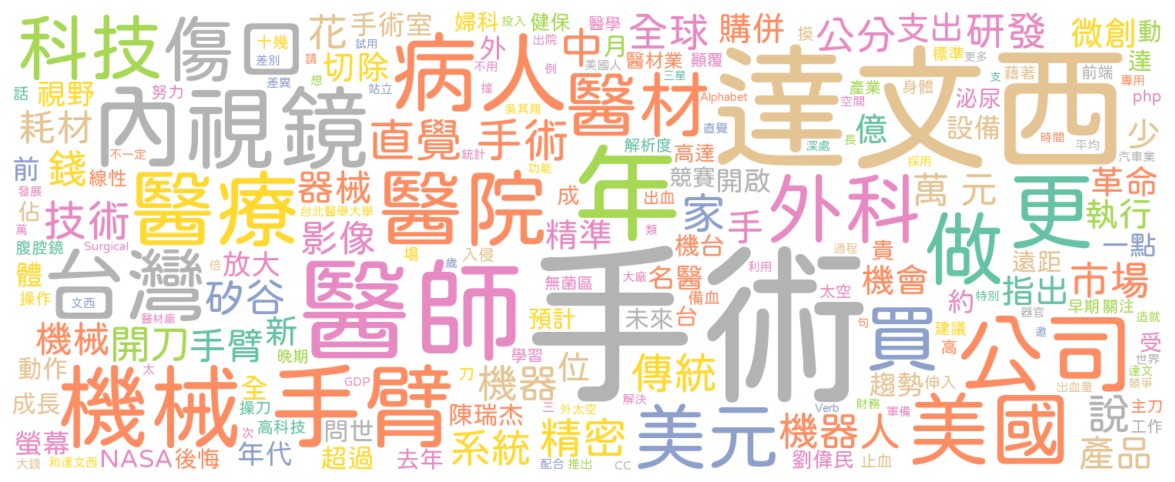 科技
傷口
十幾
差別
花
手術室
婦科
投入
健保
醫學
全球
購併
公分
支出
研發
微創
動
話
視野
努力
切除
差異
請
試用
想
站立
病人
外
出院
不用
例
中
月
美國人
醫材業
三星
顛覆
摸
標準
更多
藉著
前端
達
專用
php
耗材
內視鏡
直覺
手術
擋
吳其翔
醫材
Alphabet
空間
直覺
達文西
產業
身體
支
泌尿
億
設備
少
時間
平均
汽車業
前
錢
線性
不一定
統計
功能
年
解析度
高達
長
深處
採用
發展
佔
萬
技術
醫療
器械
台北醫學大學
醫院
成
出血
競賽
開啟
家
外科
萬
元
革命
執行
更
做
一點
Surgical
腹腔鏡
影像
精準
類
手
機台
貴
過程
遠距
體
操作
台灣
文西
倍
放大
矽谷
場
歲
入侵
醫師
手術
無菌區
大廠
利用
名醫
備血
太空
機會
約
特別
指出
市場
早期
關注
造就
器官
邀
句
醫材廠
機械
開刀
手臂
新
太
晚期
預計
未來
台
買
建議
高
公司
受
世界
達文
競爭
動作
機械手臂
GDP
學習
刀
機器
位
傳統
解決
趨勢
伸入
出血量
成長
全
操刀
高科技
陳瑞杰
三
外太空
美元
Verb
財務
軍備
美國
說
主刀
工作
螢幕
NASA
後悔
次
年代
問世
超過
去年
系統
精密
機器人
劉偉民
止血
產品
大錢
和達文西
配合
推出
CC